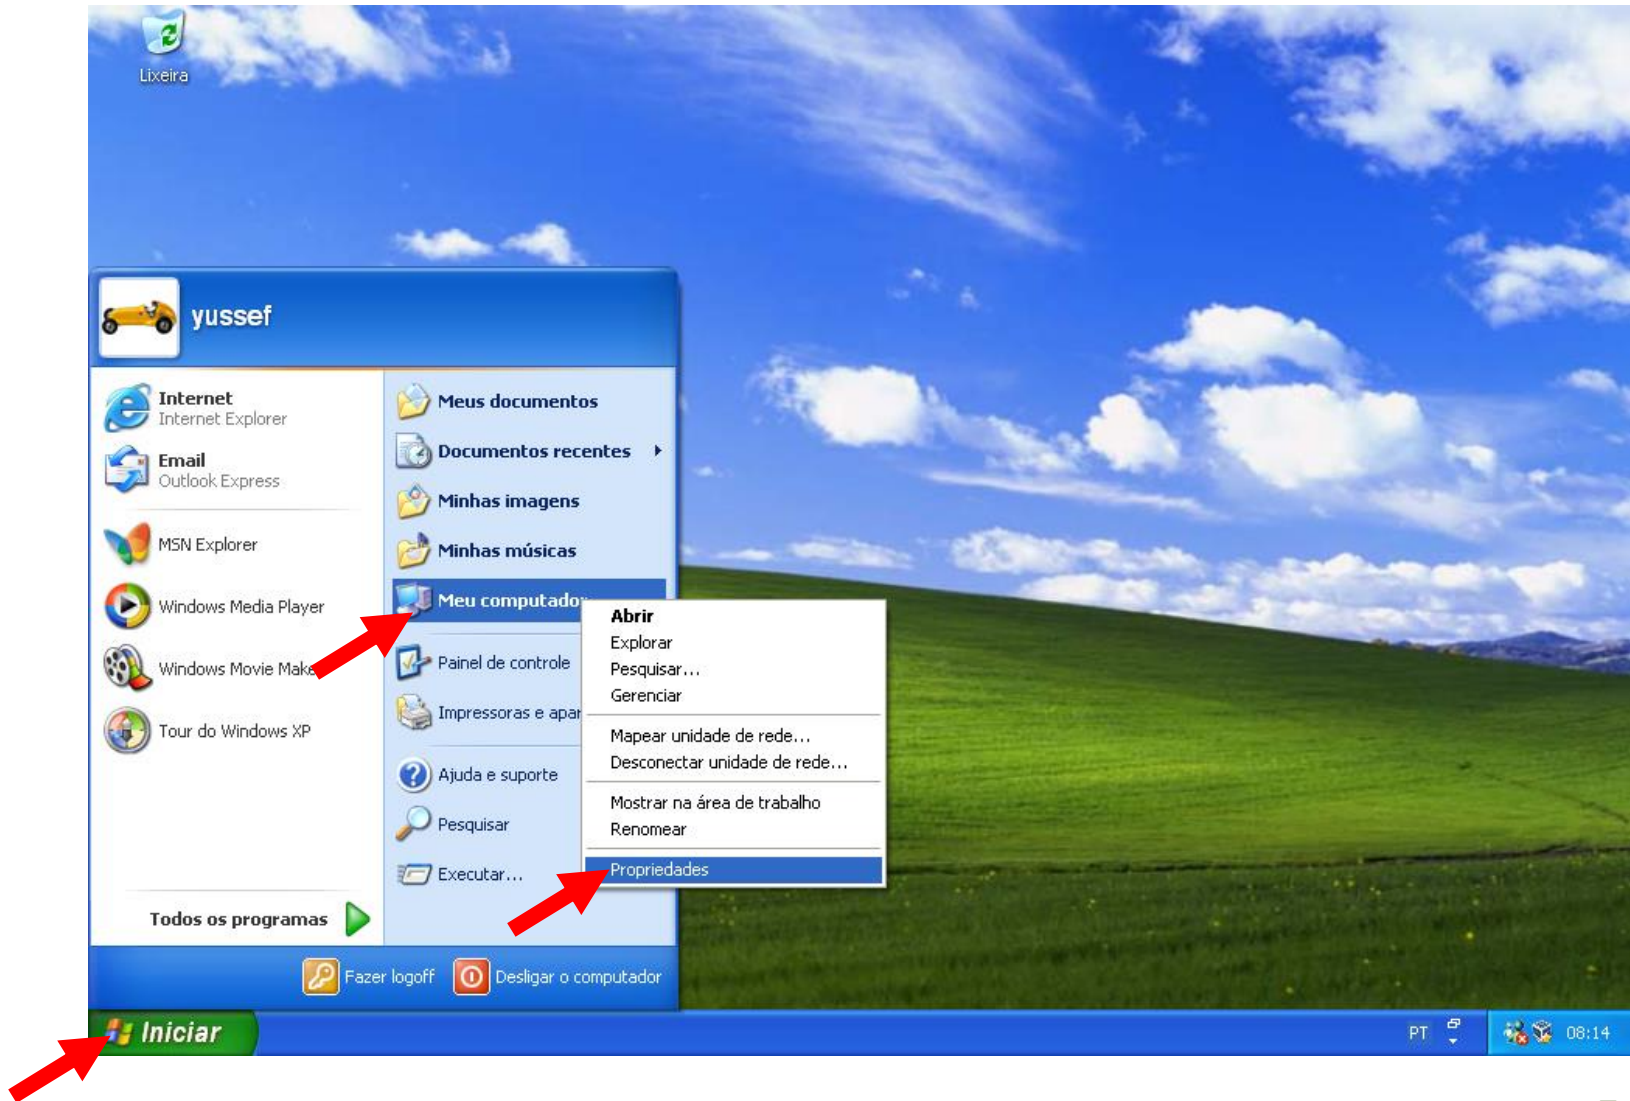 Lixeira
yussef
Internet
Internet Explorer
Email
Outlook Express
MSN Explorer
Windows Media Player
Windows Movie Make
Tour do Windows XP
Todos os programas
Meus documentos
Documentos recentes
Minhas imagens
Minhas músicas
Meu computador
Painel de controle
Impressoras e apar
Ajuda e suporte
Pesquisar
Executar...
Abrir
Explorar
Pesquisar...
Gerenciar
Mapear unidade de rede...
Desconectar unidade de rede...
Mostrar na área de trabalho
Renomear
Propriedades
Fazer logoff
Desligar o computador
Iniciar
PT
08:14